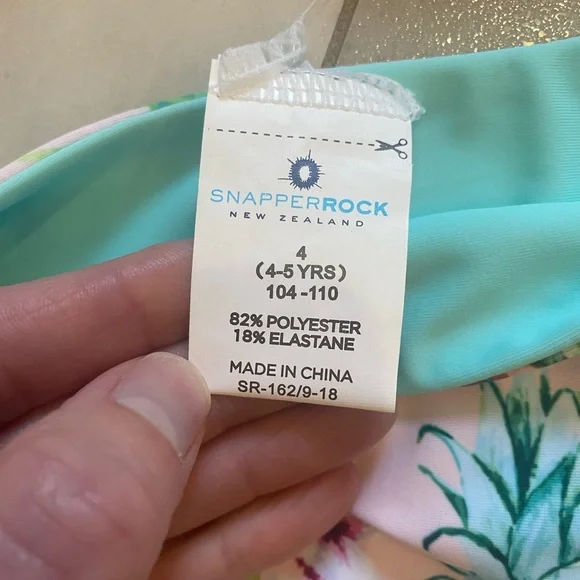 SNAPPERROCK
NEW ZEALAND
4
(4-5 YRS)
104-110
82% POLYESTER
18% ELASTANE
MADE IN CHINA
SR-162/9-18